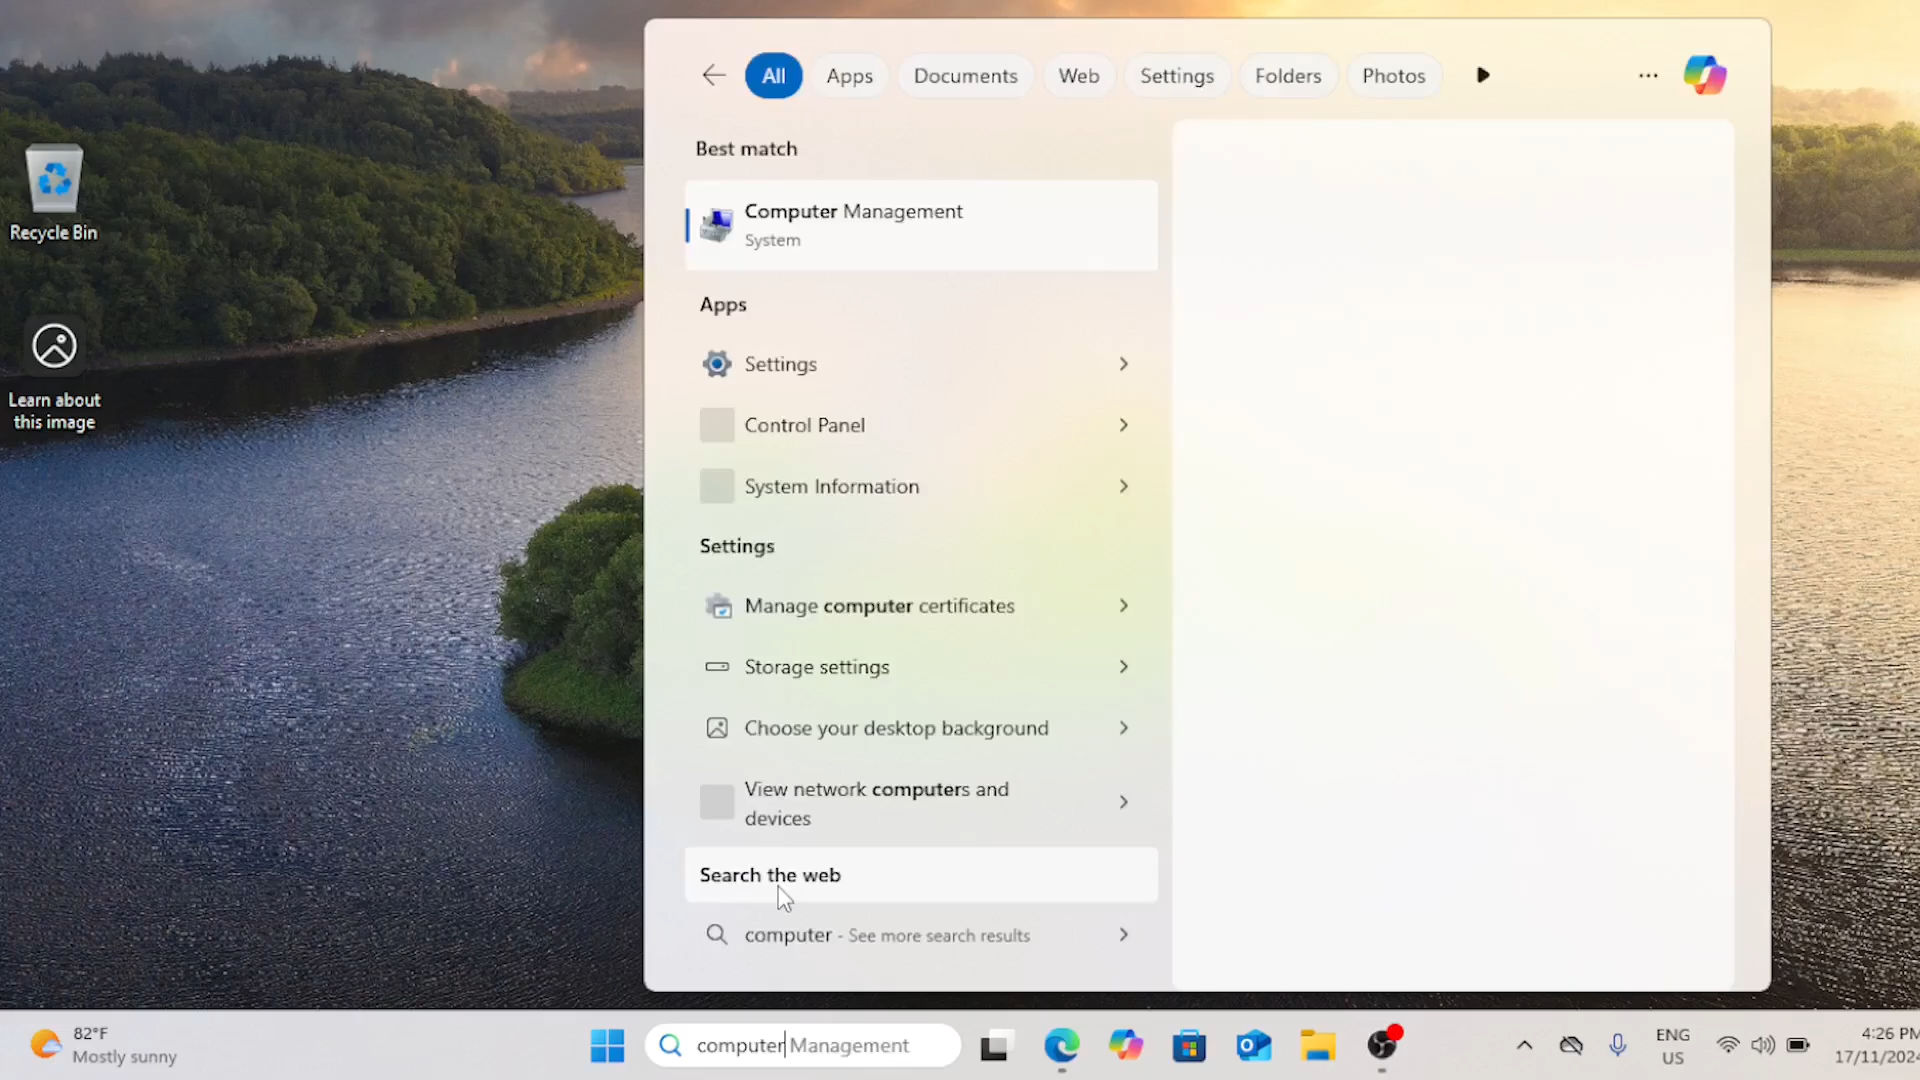 All
Apps
Documents
Web
Settings
Folders
Photos
Best match
Computer Management
System
Apps
Settings
Control Panel
System Information
Settings
Manage computer certificates
Storage settings
Choose your desktop background
View network computers and
devices
Search the web
computer - See more search results
Recycle Bin
Learn about
this image
82°F
Mostly sunny
computer Management
ENG
US
4:26 PM
17/11/2024